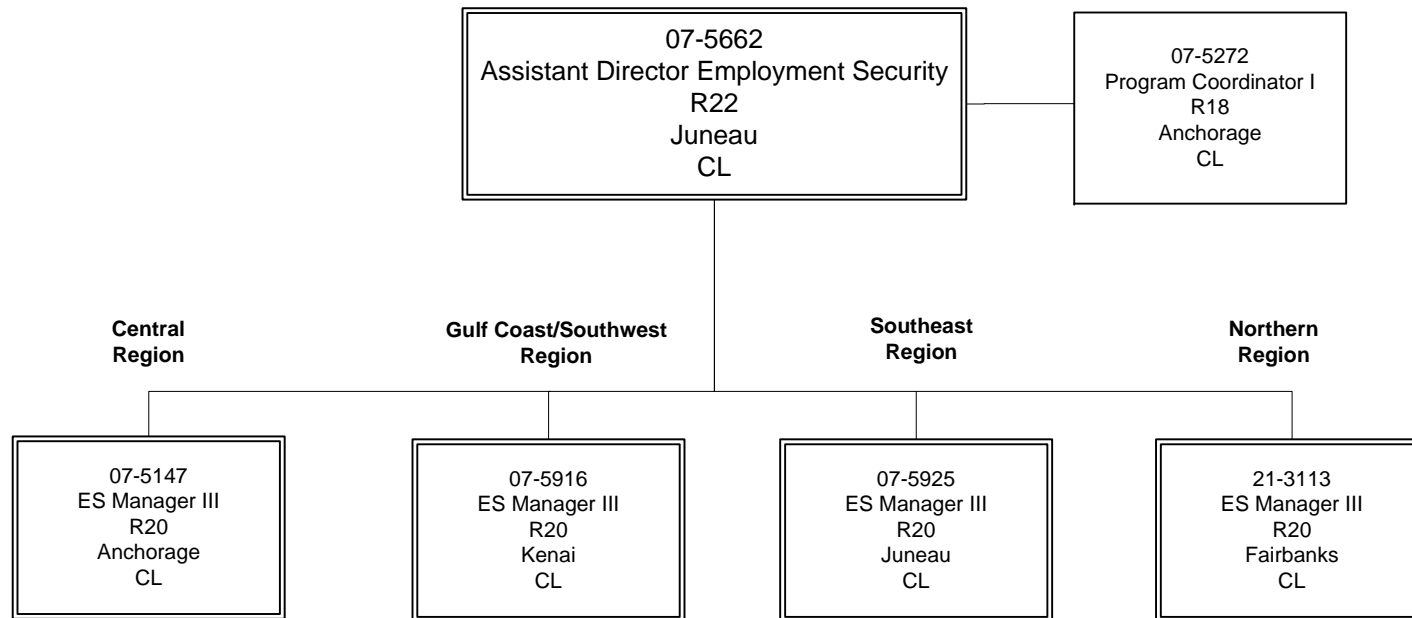 07-5662
Assistant Director Employment Security
R22
Juneau
CL
07-5272
Program Coordinator I
R18
Anchorage
CL
Central
Region
Gulf Coast/Southwest
Region
Southeast
Region
Northern
Region
07-5147
ES Manager III
R20
Anchorage
CL
07-5916
ES Manager III
R20
Kenai
CL
07-5925
ES Manager III
R20
Juneau
CL
21-3113
ES Manager III
R20
Fairbanks
CL